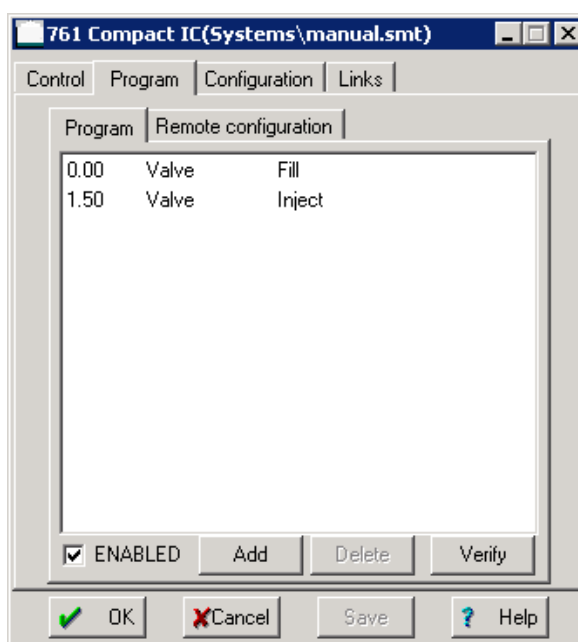 761 Compact IC(Systems\manual.smt)
Control Program Configuration Links
Program Remote configuration
0.00 Valve Fill
1.50 Valve Inject
ENABLED Add Delete Verify
OK Cancel Save ? Help